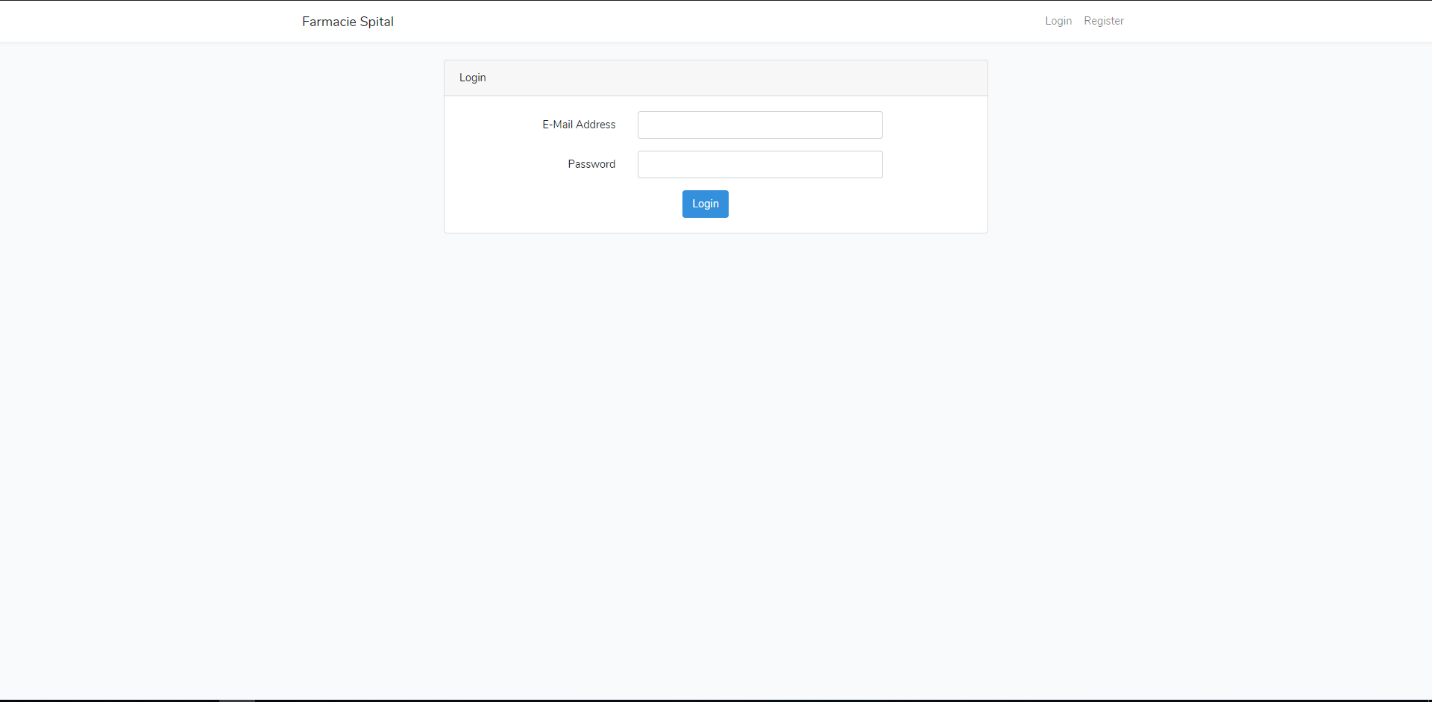 Farmacie Spital
Login Register
Login
E-Mail Address
Password
Login